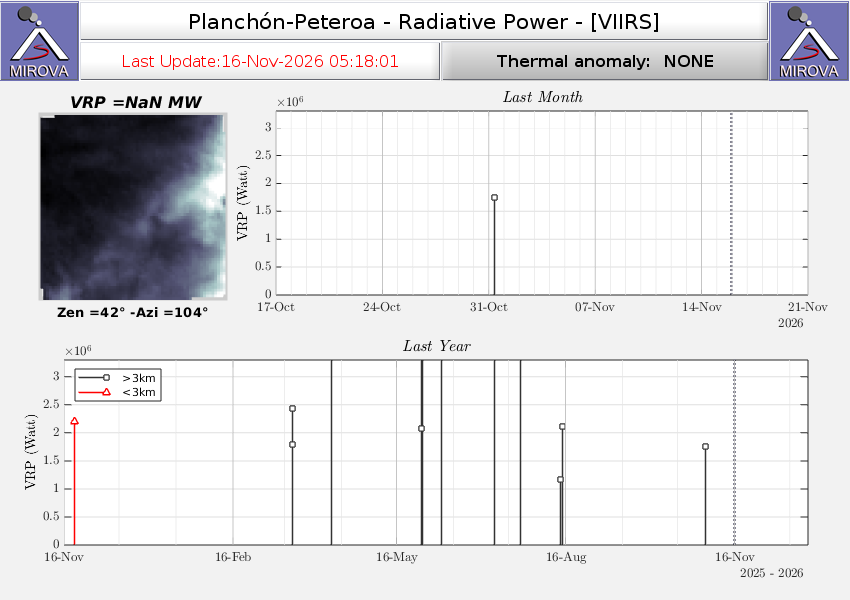 Planchón-Peteroa - Radiative Power - [VIIRS]
MIROVA
Last Update:16-Nov-2026 05:18:01
Thermal anomaly: NONE
MIROVA
VRP =NaN MW
Zen =42° -Azi =104°
Last Month
×10⁶
VRP (Watt)
3
2.5
2
1.5
1
0.5
0
17-Oct
24-Oct
31-Oct
07-Nov
14-Nov
21-Nov
2026
Last Year
×10⁶
VRP (Watt)
3
2.5
2
1.5
1
0.5
0
>3km
<3km
16-Nov
16-Feb
16-May
16-Aug
16-Nov
2025 - 2026